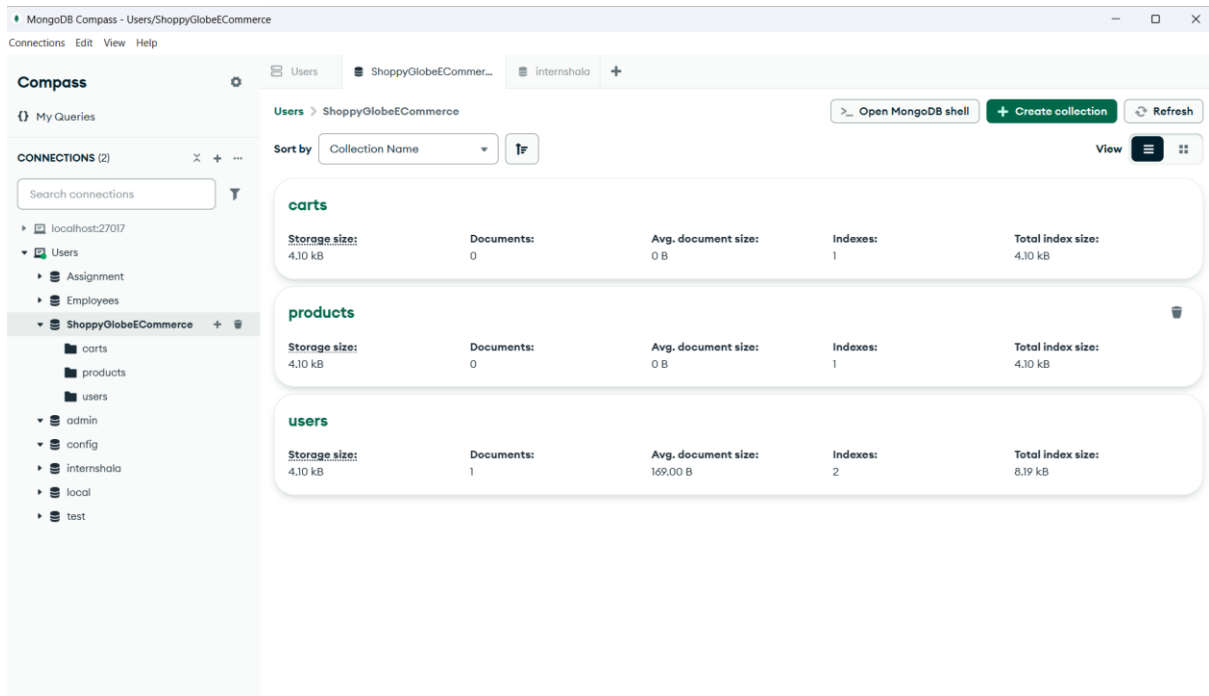 MongoDB Compass - Users/ShoppyGlobeECommerce
Connections Edit View Help
Compass
{} My Queries
CONNECTIONS (2)
Search connections
localhost:27017
Users
Assignment
Employees
ShoppyGlobeECommerce
carts
products
users
admin
config
internshala
local
test
Users ShoppyGlobeECommer... internshala
Users > ShoppyGlobeECommerce
>_ Open MongoDB shell + Create collection Refresh
Sort by Collection Name View
carts
Storage size: Documents: Avg. document size: Indexes: Total index size:
4.10 kB 0 0 B 1 4.10 kB
products
Storage size: Documents: Avg. document size: Indexes: Total index size:
4.10 kB 0 0 B 1 4.10 kB
users
Storage size: Documents: Avg. document size: Indexes: Total index size:
4.10 kB 1 169.00 B 2 8.19 kB